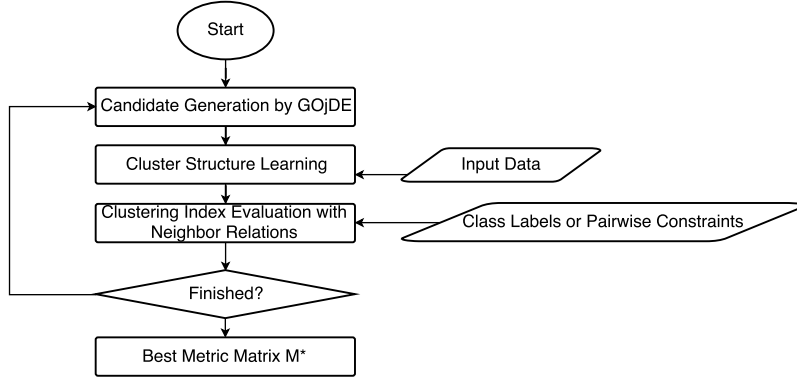 Start
Candidate Generation by GOjDE
Cluster Structure Learning
Input Data
Clustering Index Evaluation with
Neighbor Relations
Class Labels or Pairwise Constraints
Finished?
Best Metric Matrix M*